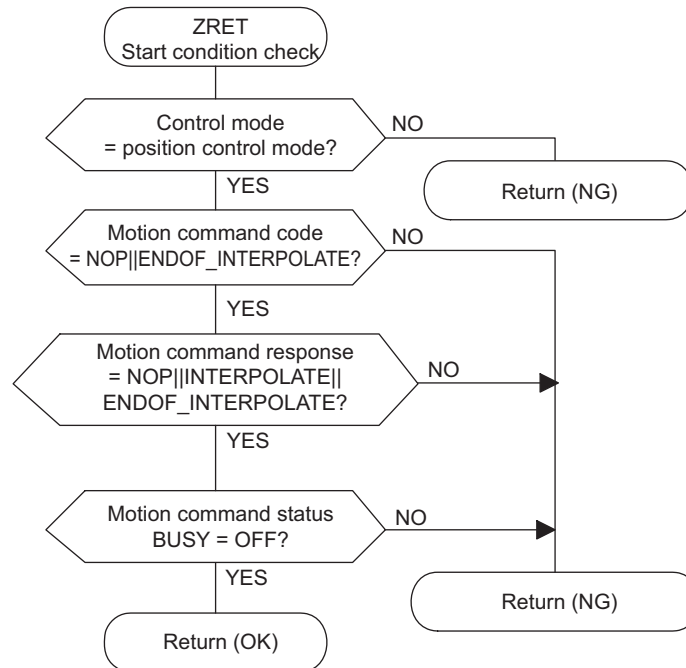 ZRET
Start condition check
Control mode
= position control mode?
NO
YES
Return (NG)
Motion command code
= NOP||ENDOF_INTERPOLATE?
NO
YES
Motion command response
= NOP||INTERPOLATE||
ENDOF_INTERPOLATE?
NO
YES
Motion command status
BUSY = OFF?
NO
YES
Return (NG)
Return (OK)